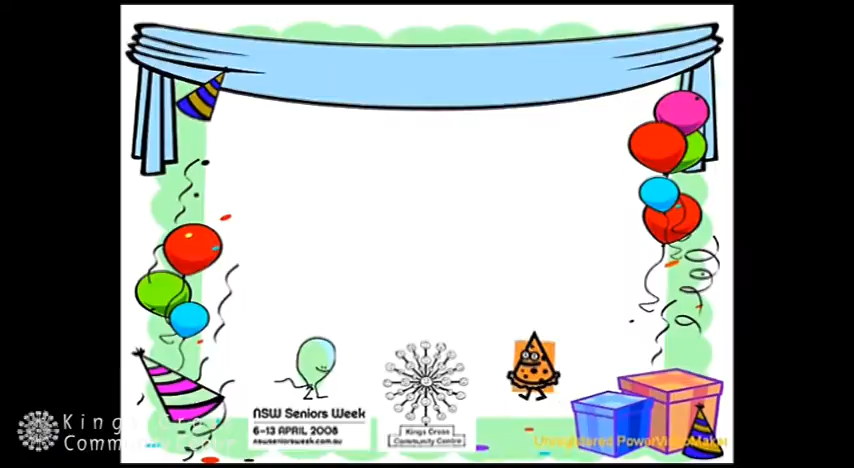 NSW Seniors Week
6-13 APRIL 2008
nswseniorsweek.com.au
Kings Cross
Community Centre
Kings Cross
Community Centre
Unregistered PowerVideoMaker